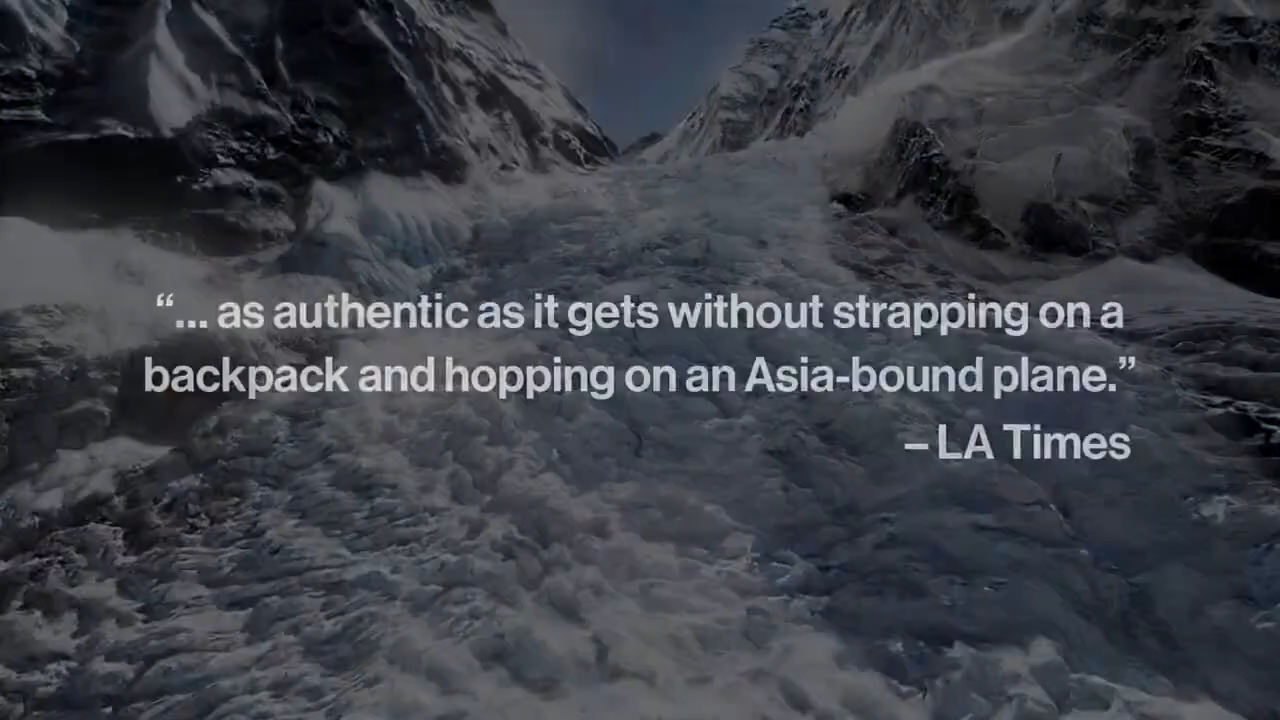 “... as authentic as it gets without strapping on a
backpack and hopping on an Asia-bound plane.”
– LA Times